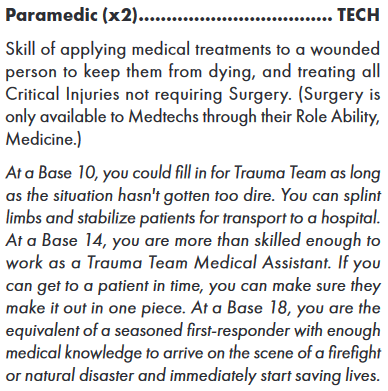 Paramedic (x2)................................. TECH
Skill of applying medical treatments to a wounded
person to keep them from dying, and treating all
Critical Injuries not requiring Surgery. (Surgery is
only available to Medtechs through their Role Ability,
Medicine.)
At a Base 10, you could fill in for Trauma Team as long
as the situation hasn't gotten too dire. You can splint
limbs and stabilize patients for transport to a hospital.
At a Base 14, you are more than skilled enough to
work as a Trauma Team Medical Assistant. If you
can get to a patient in time, you can make sure they
make it out in one piece. At a Base 18, you are the
equivalent of a seasoned first-responder with enough
medical knowledge to arrive on the scene of a firefight
or natural disaster and immediately start saving lives.